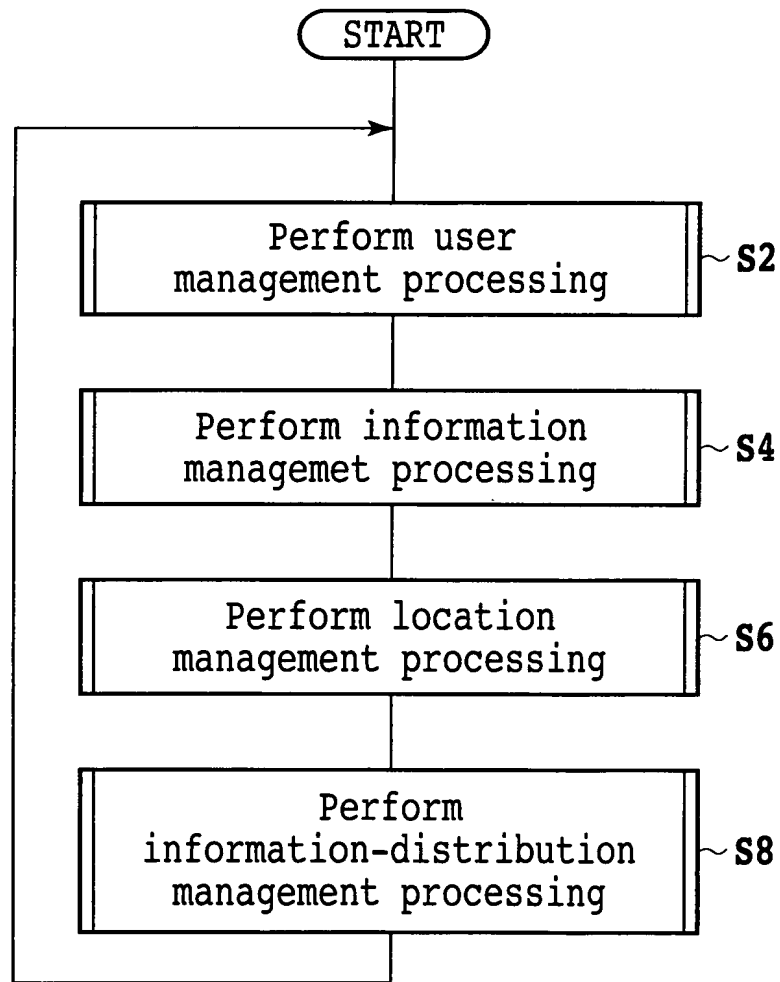 START
Perform user
management processing
S2
Perform information
managemet processing
S4
Perform location
management processing
S6
Perform
information-distribution
management processing
S8